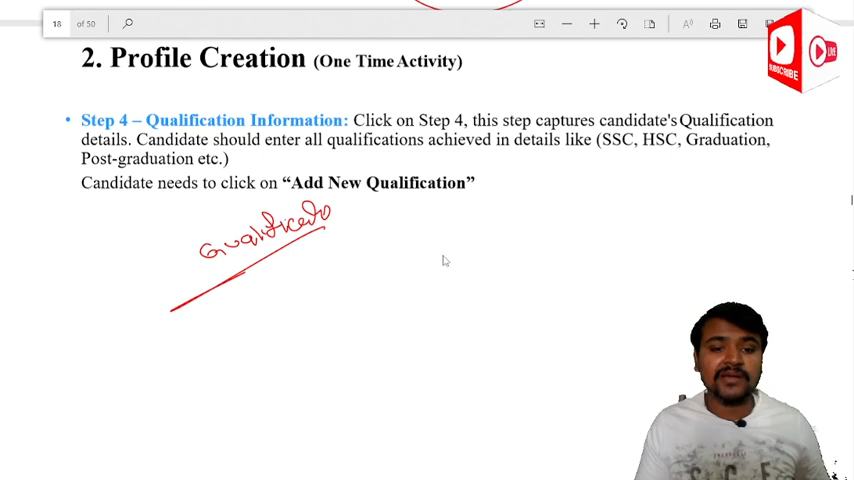 18 of 50
2. Profile Creation (One Time Activity)
• Step 4 – Qualification Information: Click on Step 4, this step captures candidate's Qualification
details. Candidate should enter all qualifications achieved in details like (SSC, HSC, Graduation,
Post-graduation etc.)
Candidate needs to click on “Add New Qualification”
SUBSCRIBE
LIVE